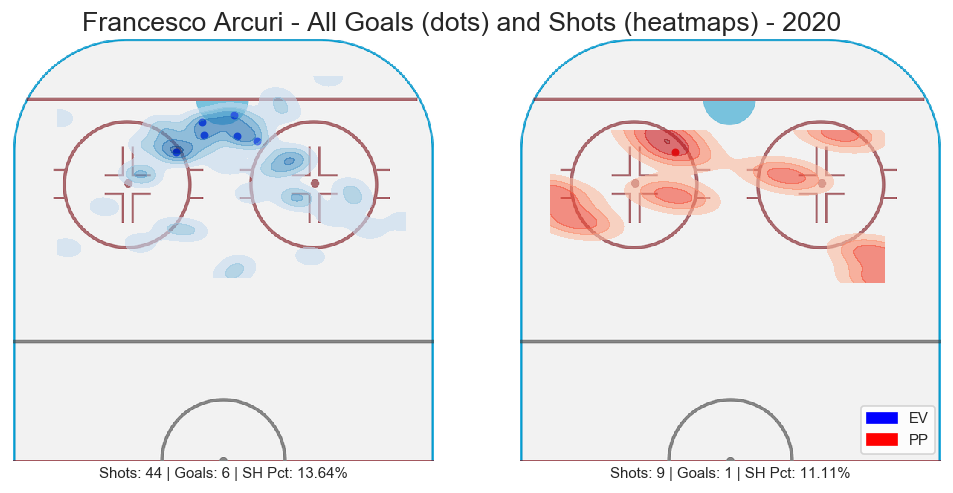 Francesco Arcuri - All Goals (dots) and Shots (heatmaps) - 2020
EV
PP
Shots: 44 | Goals: 6 | SH Pct: 13.64%
Shots: 9 | Goals: 1 | SH Pct: 11.11%